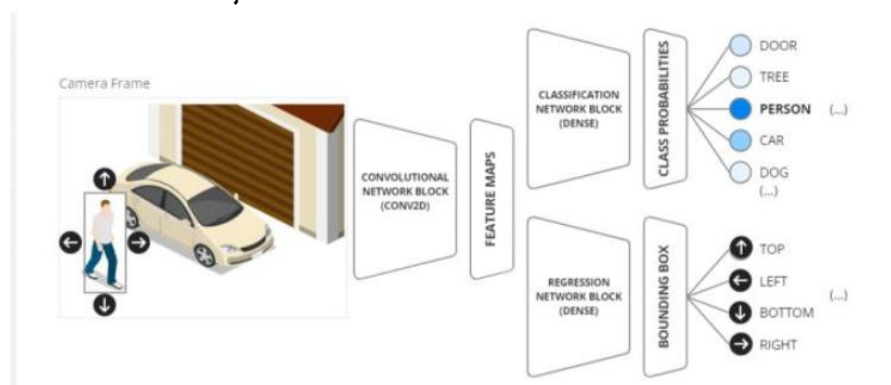 Camera Frame
CONVOLUTIONAL
NETWORK BLOCK
(CONV2D)
FEATURE MAPS
CLASSIFICATION
NETWORK BLOCK
(DENSE)
CLASS PROBABILITIES
DOOR
TREE
PERSON (...)
CAR
DOG
(...)
REGRESSION
NETWORK BLOCK
(DENSE)
BOUNDING BOX
TOP
LEFT
(...)
BOTTOM
RIGHT